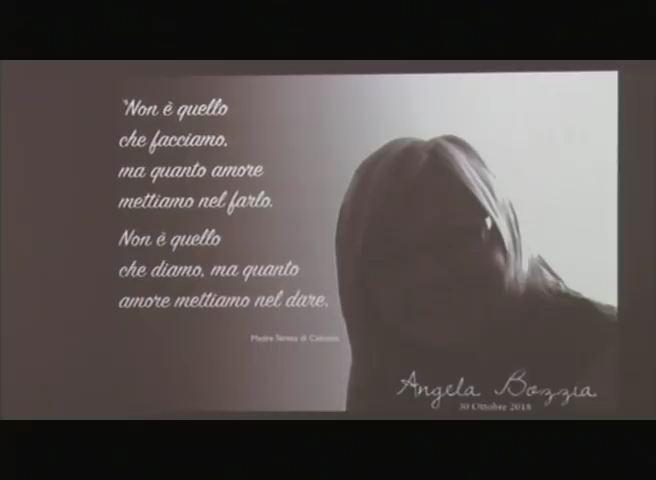 "Non è quello
che facciamo,
ma quanto amore
mettiamo nel farlo.
Non è quello
che diamo, ma quanto
amore mettiamo nel dare.
Madre Teresa di Calcutta
Angela Bozzia
30 Ottobre 2018